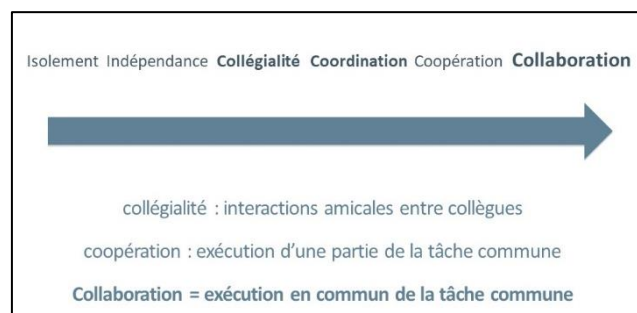 Isolement Indépendance Collégialité Coordination Coopération Collaboration
collégialité : interactions amicales entre collègues
coopération : exécution d'une partie de la tâche commune
Collaboration = exécution en commun de la tâche commune